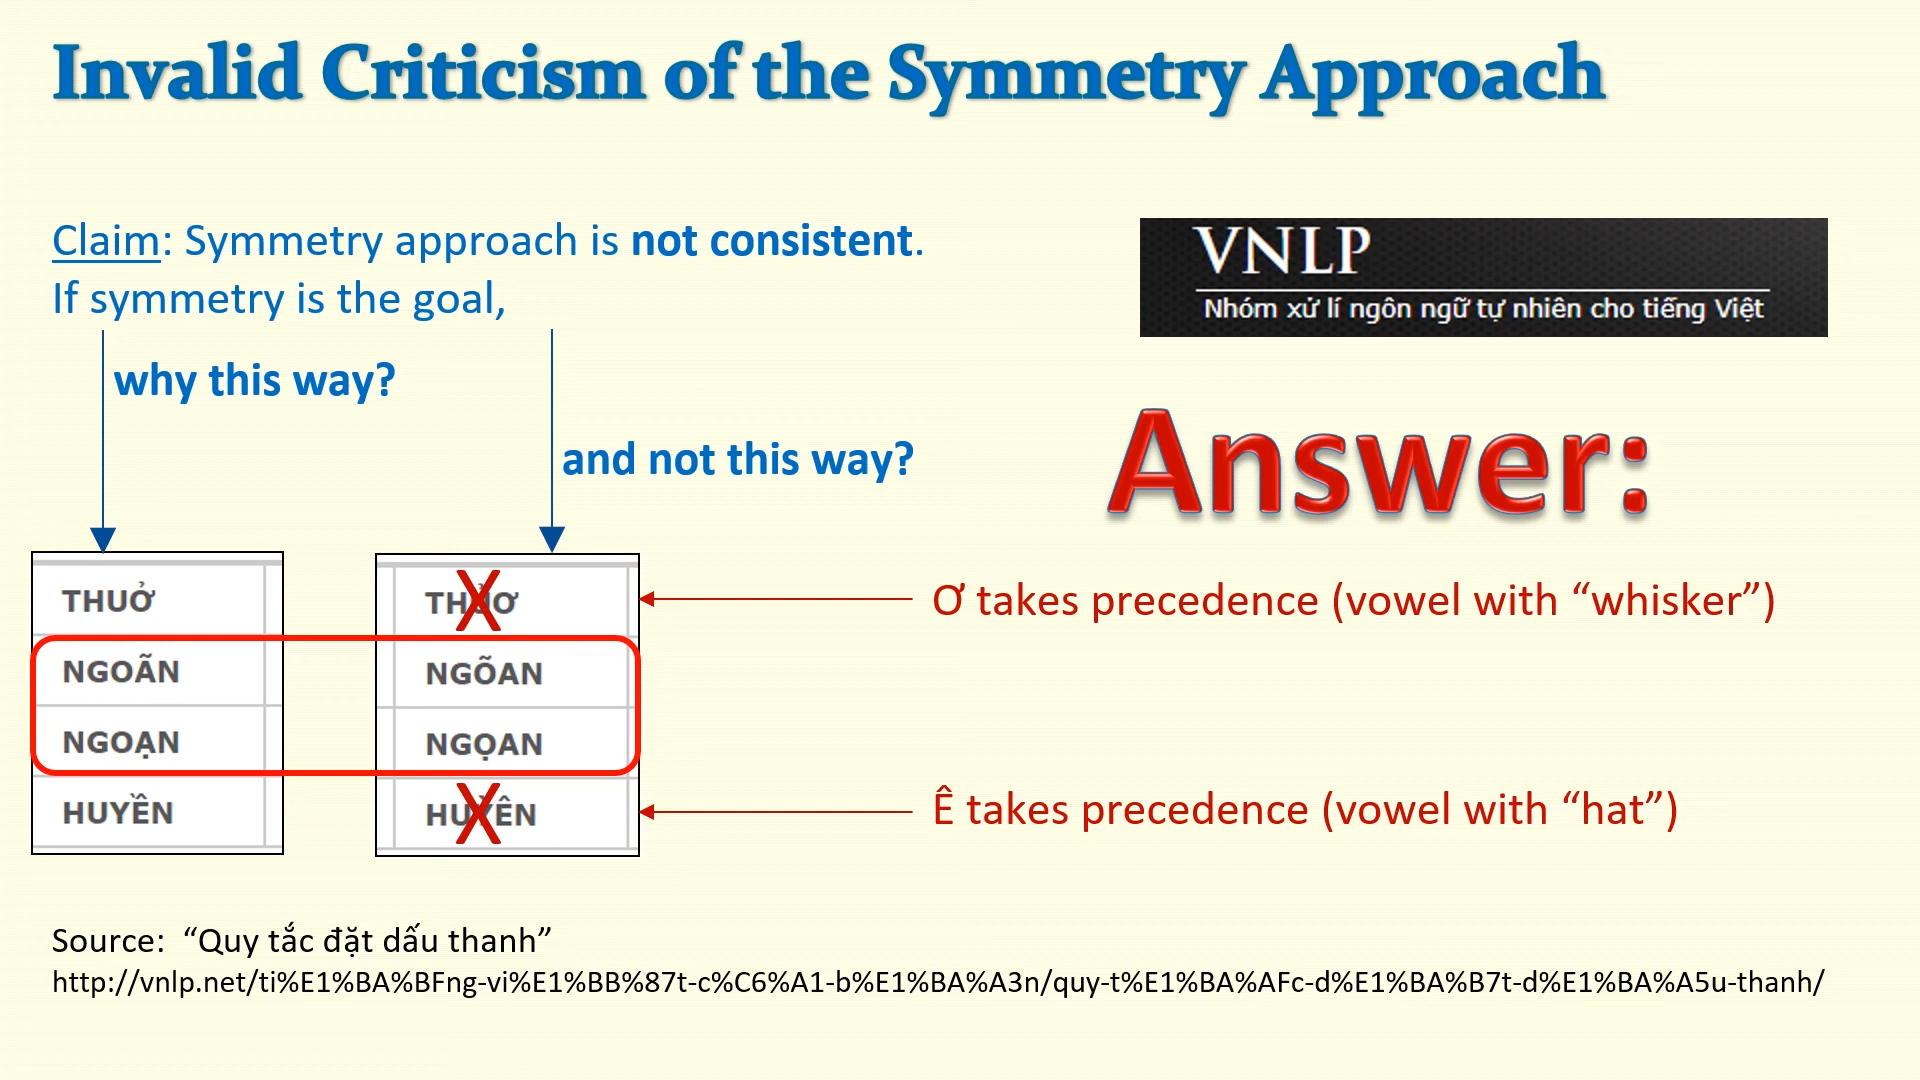 Invalid Criticism of the Symmetry Approach
Claim: Symmetry approach is not consistent.
If symmetry is the goal,
why this way?
and not this way?
VNLP
Nhóm xử lí ngôn ngữ tự nhiên cho tiếng Việt
Answer:
THUỞ
NGOÃN
NGOẠN
HUYỀN
THỦƠ
NGÕAN
NGỌAN
HUỲÊN
X
X
Ơ takes precedence (vowel with “whisker”)
Ê takes precedence (vowel with “hat”)
Source: “Quy tắc đặt dấu thanh”
http://vnlp.net/ti%E1%BA%BFng-vi%E1%BB%87t-c%C6%A1-b%E1%BA%A3n/quy-t%E1%BA%AFc-d%E1%BA%B7t-d%E1%BA%A5u-thanh/